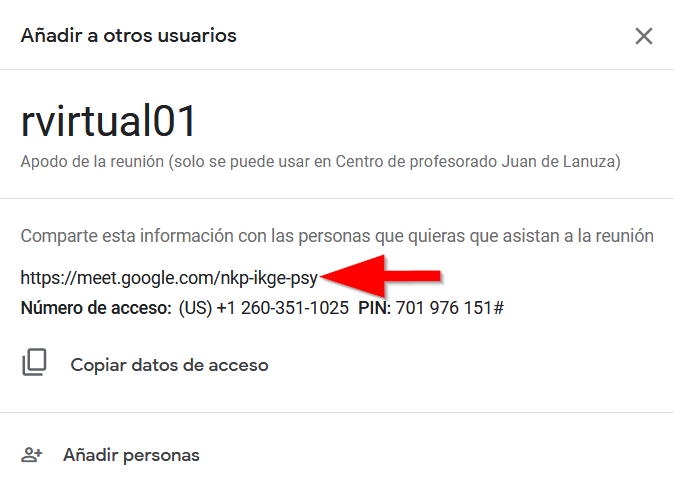 Añadir a otros usuarios
rvirtual01
Apodo de la reunión (solo se puede usar en Centro de profesorado Juan de Lanuza)
Comparte esta información con las personas que quieras que asistan a la reunión
https://meet.google.com/nkp-ikge-psy
Número de acceso: (US) +1 260-351-1025 PIN: 701 976 151#
Copiar datos de acceso
Añadir personas